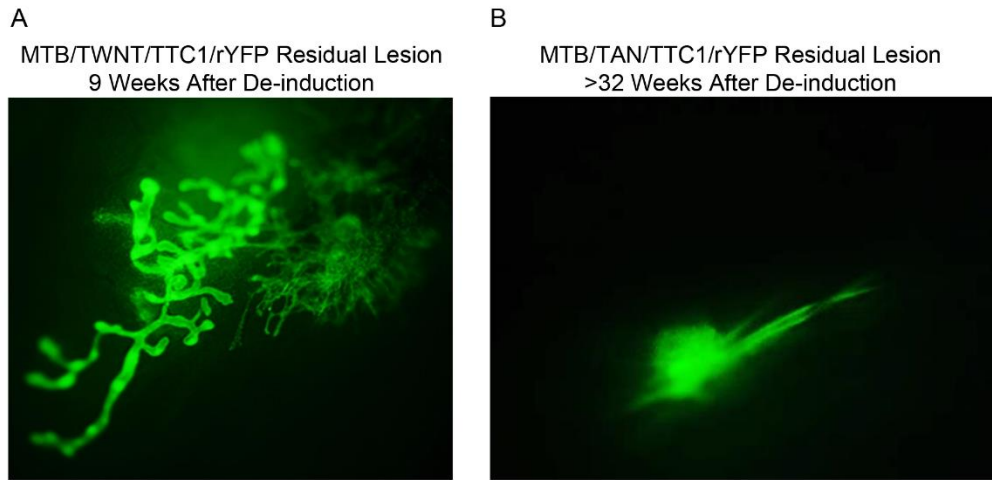 A
MTB/TWNT/TTC1/rYFP Residual Lesion
9 Weeks After De-induction
B
MTB/TAN/TTC1/rYFP Residual Lesion
>32 Weeks After De-induction